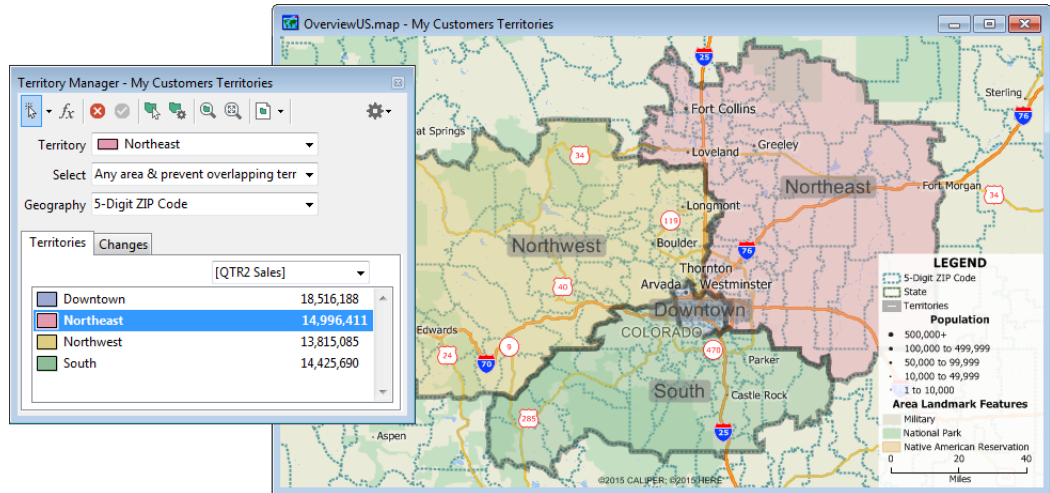 OverviewUS.map - My Customers Territories
Territory Manager - My Customers Territories
Territory Northeast
Select Any area & prevent overlapping terr
Geography 5-Digit ZIP Code
Territories Changes
[QTR2 Sales]
Downtown 18,516,188
Northeast 14,996,411
Northwest 13,815,085
South 14,425,690
25
Sterling
76
Fort Collins
at Springs
34
Loveland
Greeley
Northeast
Fort Morgan
34
Longmont
119
Northwest
Boulder
76
Thornton
Arvada
Westminster
40
Downtown
COLORADO
Edwards
9
24
70
470
Parker
South
Castle Rock
285
25
Aspen
LEGEND
5-Digit ZIP Code
State
Territories
Population
500,000+
100,000 to 499,999
50,000 to 99,999
10,000 to 49,999
1 to 10,000
Area Landmark Features
Military
National Park
Native American Reservation
0 20 40
Miles
©2015 CALIPER; ©2015 HERE